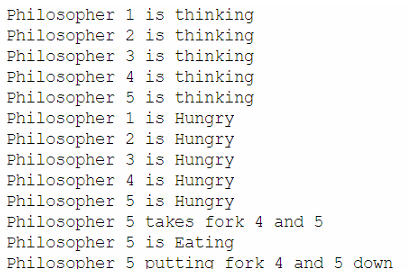 Philosopher 1 is thinking
Philosopher 2 is thinking
Philosopher 3 is thinking
Philosopher 4 is thinking
Philosopher 5 is thinking
Philosopher 1 is Hungry
Philosopher 2 is Hungry
Philosopher 3 is Hungry
Philosopher 4 is Hungry
Philosopher 5 is Hungry
Philosopher 5 takes fork 4 and 5
Philosopher 5 is Eating
Philosopher 5 putting fork 4 and 5 down